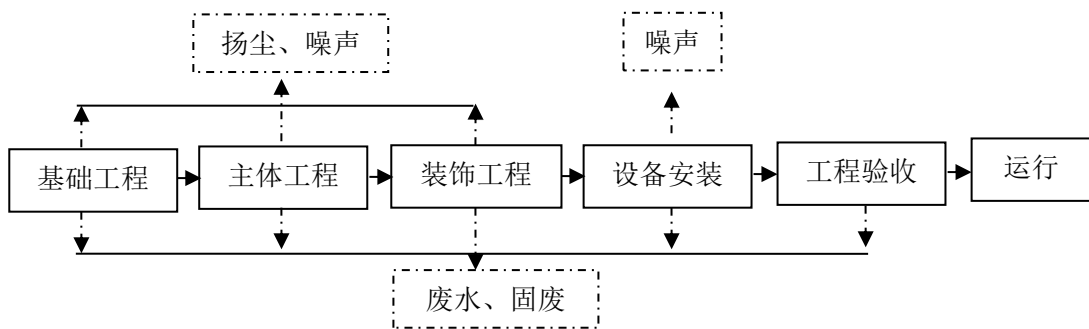 扬尘、噪声
噪声
基础工程
主体工程
装饰工程
设备安装
工程验收
运行
废水、固废